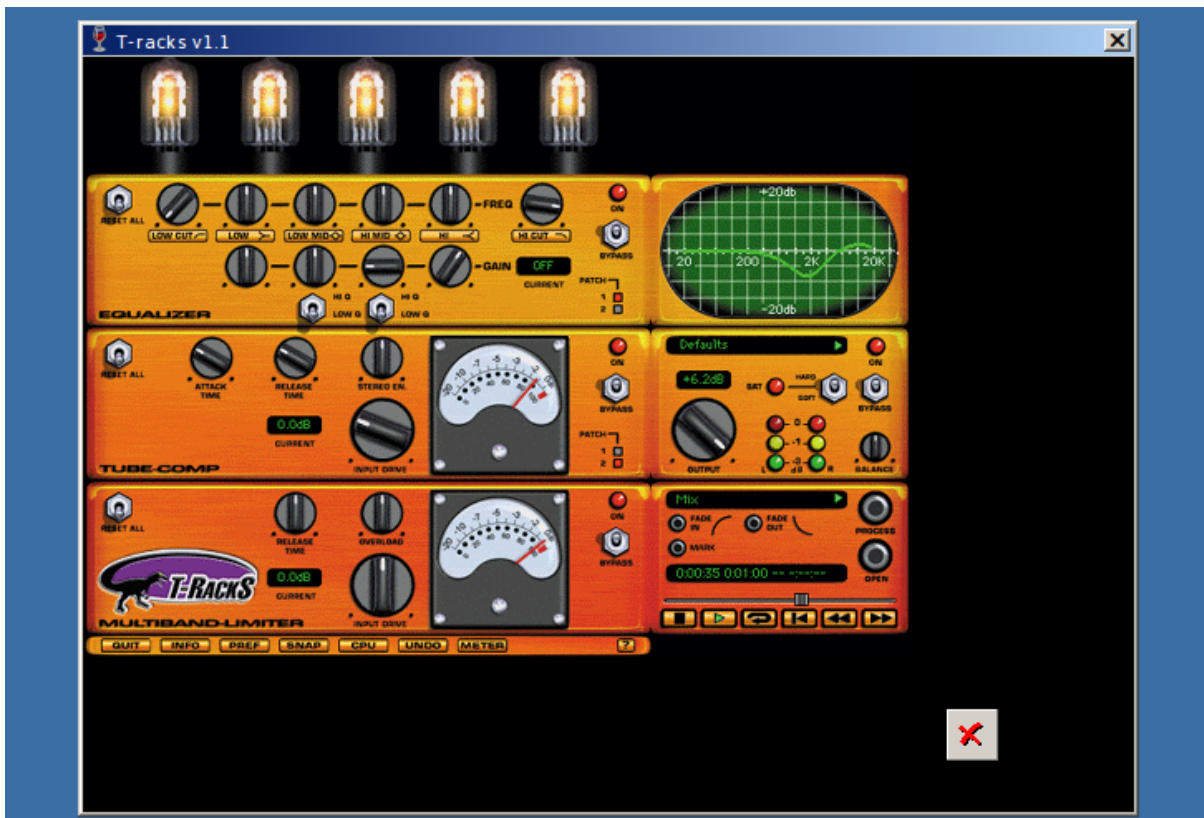 T-racks v1.1
RESET ALL
FREQ
ON
LOW CUT LOW LOW MID HI MID HI HI CUT
BYPASS
GAIN OFF
CURRENT
HI Q HI Q
LOW Q LOW Q
PATCH
1
2
EQUALIZER
+20db
20 200 2K 20K
-20db
RESET ALL
ATTACK TIME
RELEASE TIME
STEREO EN.
0.0dB
CURRENT
INPUT DRIVE
ON
BYPASS
PATCH
1
2
TUBE-COMP
Defaults
ON
+6.2dB
SAT
HARD
SOFT
BYPASS
0
-1
-3
L dB R
OUTPUT
BALANCE
RESET ALL
RELEASE TIME
OVERLOAD
T-RackS
0.0dB
CURRENT
INPUT DRIVE
ON
BYPASS
MULTIBAND-LIMITER
Mix
FADE IN
FADE OUT
PROCESS
MARK
OPEN
0:00:35 0:01:00 -- --:--:--
QUIT INFO PREF SNAP CPU UNDO METER ?